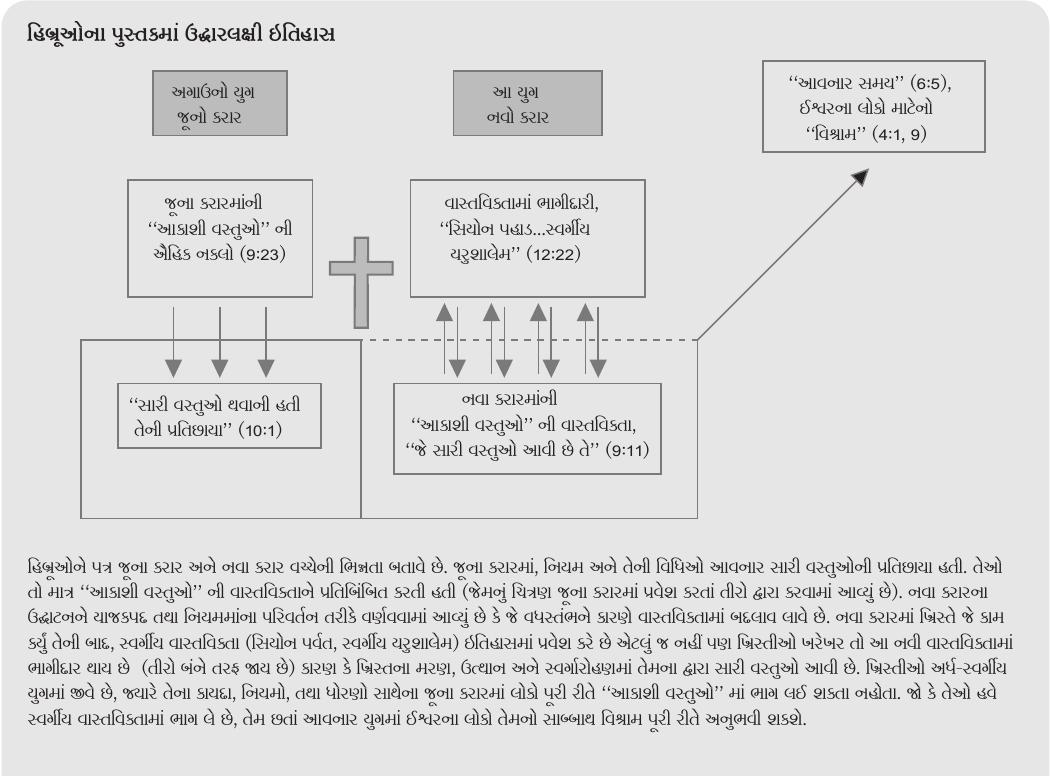 હિબ્રૂઓના પુસ્તકમાં ઉદ્ધારલક્ષી ઇતિહાસ
અગાઉનો યુગ
જૂનો કરાર
આ યુગ
નવો કરાર
“આવનાર સમય” (6:5),
ઈશ્વરના લોકો માટેનો
“વિશ્રામ” (4:1, 9)
જૂના કરારમાંની
“આકાશી વસ્તુઓ” ની
ઐહિક નકલો (9:23)
વાસ્તવિકતામાં ભાગીદારી,
“સિયોન પહાડ...સ્વર્ગીય
યરુશાલેમ” (12:22)
“સારી વસ્તુઓ થવાની હતી
તેની પ્રતિછાયા” (10:1)
નવા કરારમાંની
“આકાશી વસ્તુઓ” ની વાસ્તવિકતા,
“જે સારી વસ્તુઓ આવી છે તે” (9:11)
હિબ્રૂઓને પત્ર જૂના કરાર અને નવા કરાર વચ્ચેની ભિન્નતા બતાવે છે. જૂના કરારમાં, નિયમ અને તેની વિધિઓ આવનાર સારી વસ્તુઓની પ્રતિછાયા હતી. તેઓ
તો માત્ર “આકાશી વસ્તુઓ” ની વાસ્તવિકતાને પ્રતિબિંબિત કરતી હતી (જેમનું ચિત્રણ જૂના કરારમાં પ્રવેશ કરતાં તીરો દ્વારા કરવામાં આવ્યું છે). નવા કરારના
ઉદ્ઘાટનને યાજકપદ તથા નિયમમાંના પરિવર્તન તરીકે વર્ણવવામાં આવ્યું છે કે જે વધસ્તંભને કારણે વાસ્તવિકતામાં બદલાવ લાવે છે. નવા કરારમાં ખ્રિસ્તે જે કામ
કર્યું તેની બાદ, સ્વર્ગીય વાસ્તવિકતા (સિયોન પર્વત, સ્વર્ગીય યરુશાલેમ) ઈતિહાસમાં પ્રવેશ કરે છે એટલું જ નહીં પણ ખ્રિસ્તીઓ ખરેખર તો આ નવી વાસ્તવિકતામાં
ભાગીદાર થાય છે (તીરો બંને તરફ જાય છે) કારણ કે ખ્રિસ્તના મરણ, ઉત્થાન અને સ્વર્ગારોહણમાં તેમના દ્વારા સારી વસ્તુઓ આવી છે. ખ્રિસ્તીઓ અર્ધ-સ્વર્ગીય
યુગમાં જીવે છે, જ્યારે તેના કાયદા, નિયમો, તથા ધોરણો સાથેના જૂના કરારમાં લોકો પૂરી રીતે “આકાશી વસ્તુઓ” માં ભાગ લઈ શકતા નહોતા. જો કે તેઓ હવે
સ્વર્ગીય વાસ્તવિકતામાં ભાગ લે છે, તેમ છતાં આવનાર યુગમાં ઈશ્વરના લોકો તેમનો સાબ્બાથ વિશ્રામ પૂરી રીતે અનુભવી શકશે.